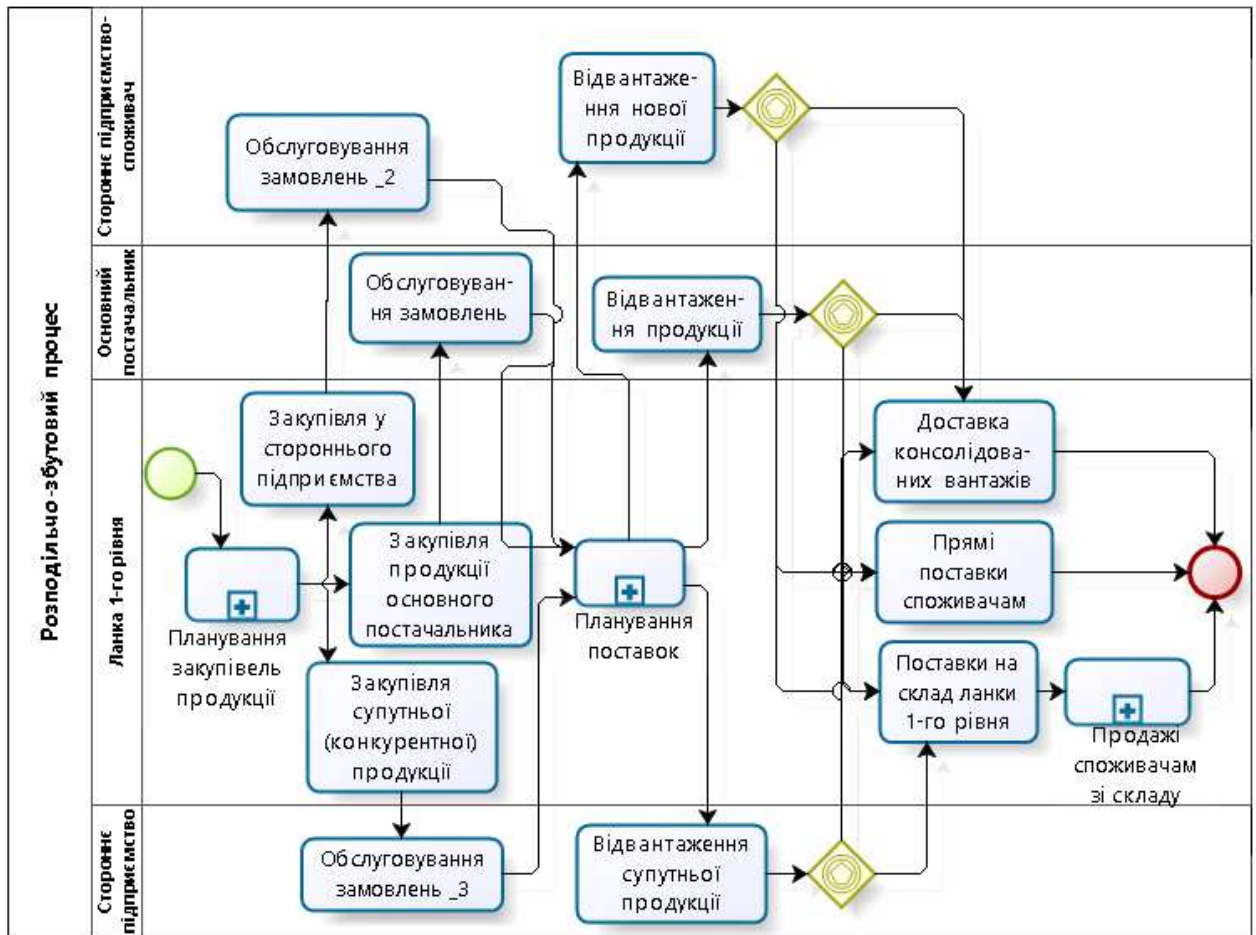 Розподільчо-збутовий процес
Стороннє підприємство-
споживач
Відвантаже-
ння нової
продукції
Обслуговування
замовлень _2
Основний
постачальник
Обслуговуван-
ня замовлень
Відвантажен-
ня продукції
Ланка 1-го рівня
Закупівля у
стороннього
підприємства
Доставка
консолідова-
них вантажів
Закупівля
продукції
основного
постачальника
Прямі
поставки
споживачам
Планування
закупівель
продукції
Планування
поставок
Закупівля
супутньої
(конкурентної)
продукції
Поставки на
склад ланки
1-го рівня
Продажі
споживачам
зі складу
Стороннє
підприємство
Обслуговування
замовлень _3
Відвантаження
супутньої
продукції